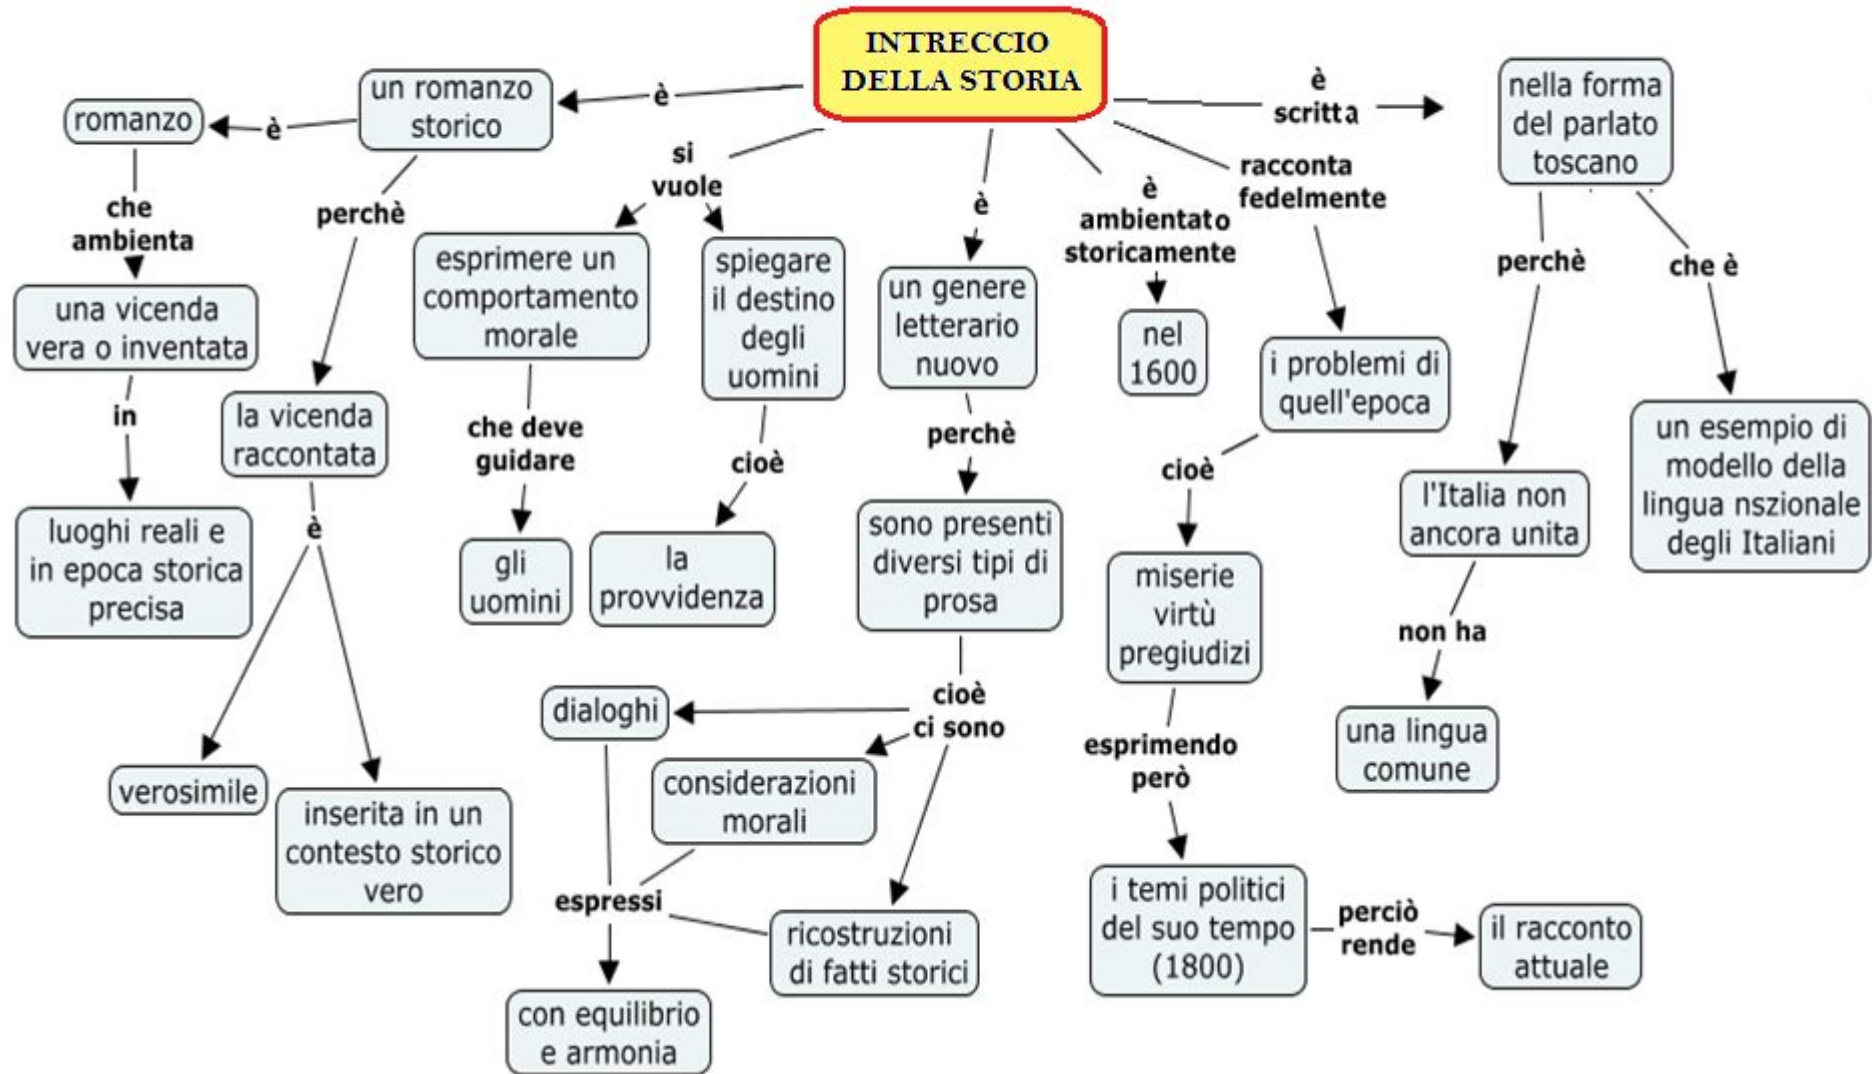 INTRECCIO
DELLA STORIA
è
un romanzo
storico
è
romanzo
che
ambienta
una vicenda
vera o inventata
in
luoghi reali e
in epoca storica
precisa
perchè
la vicenda
raccontata
è
verosimile
inserita in un
contesto storico
vero
si
vuole
esprimere un
comportamento
morale
che deve
guidare
gli
uomini
spiegare
il destino
degli
uomini
cioè
la
provvidenza
è
un genere
letterario
nuovo
perchè
sono presenti
diversi tipi di
prosa
cioè
ci sono
dialoghi
considerazioni
morali
ricostruzioni
di fatti storici
espressi
con equilibrio
e armonia
è
ambientato
storicamente
nel
1600
racconta
fedelmente
i problemi di
quell'epoca
cioè
miserie
virtù
pregiudizi
esprimendo
però
i temi politici
del suo tempo
(1800)
perciò
rende
il racconto
attuale
è
scritta
nella forma
del parlato
toscano
perchè
l'Italia non
ancora unita
non ha
una lingua
comune
che è
un esempio di
modello della
lingua nszionale
degli Italiani